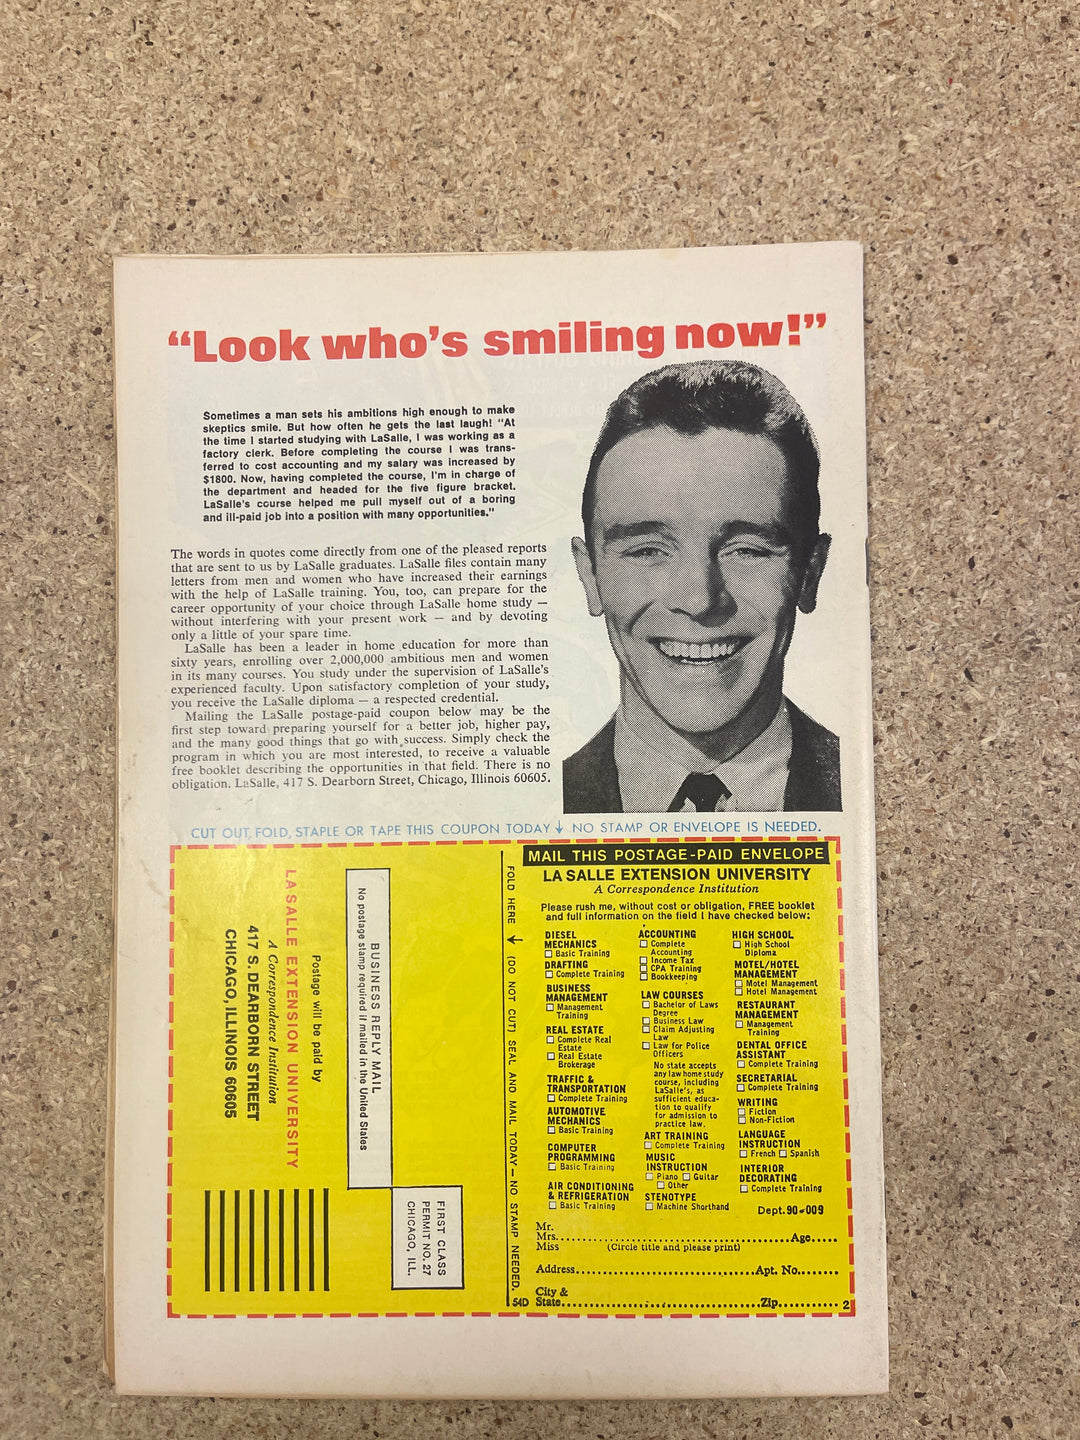 “Look who’s smiling now!”
Sometimes a man sets his ambitions high enough to make
skeptics smile. But how often he gets the last laugh! "At
the time I started studying with LaSalle, I was working as a
factory clerk. Before completing the course I was trans-
ferred to cost accounting and my salary was increased by
$1800. Now, having completed the course, I'm in charge of
the department and headed for the five figure bracket.
LaSalle's course helped me pull myself out of a boring
and ill-paid job into a position with many opportunities."
The words in quotes come directly from one of the pleased reports
that are sent to us by LaSalle graduates. LaSalle files contain many
letters from men and women who have increased their earnings
with the help of LaSalle training. You, too, can prepare for the
career opportunity of your choice through LaSalle home study —
without interfering with your present work — and by devoting
only a little of your spare time.
LaSalle has been a leader in home education for more than
sixty years, enrolling over 2,000,000 ambitious men and women
in its many courses. You study under the supervision of LaSalle's
experienced faculty. Upon satisfactory completion of your study,
you receive the LaSalle diploma — a respected credential.
Mailing the LaSalle postage-paid coupon below may be the
first step toward preparing yourself for a better job, higher pay,
and the many good things that go with success. Simply check the
program in which you are most interested, to receive a valuable
free booklet describing the opportunities in that field. There is no
obligation. LaSalle, 417 S. Dearborn Street, Chicago, Illinois 60605.
CUT OUT, FOLD, STAPLE OR TAPE THIS COUPON TODAY ↓ NO STAMP OR ENVELOPE IS NEEDED.
FIRST CLASS
PERMIT NO. 27
CHICAGO, ILL.
BUSINESS REPLY MAIL
No postage stamp required if mailed in the United States
Postage will be paid by
LASALLE EXTENSION UNIVERSITY
A Correspondence Institution
417 S. DEARBORN STREET
CHICAGO, ILLINOIS 60605
FOLD HERE → (DO NOT CUT) SEAL AND MAIL TODAY — NO STAMP NEEDED.
54D
MAIL THIS POSTAGE-PAID ENVELOPE
LA SALLE EXTENSION UNIVERSITY
A Correspondence Institution
Please rush me, without cost or obligation, FREE booklet
and full information on the field I have checked below:
DIESEL
MECHANICS
☐ Basic Training
DRAFTING
☐ Complete Training
BUSINESS
MANAGEMENT
☐ Management
Training
REAL ESTATE
☐ Complete Real
Estate
☐ Real Estate
Brokerage
TRAFFIC &
TRANSPORTATION
☐ Complete Training
AUTOMOTIVE
MECHANICS
☐ Basic Training
COMPUTER
PROGRAMMING
☐ Basic Training
AIR CONDITIONING
& REFRIGERATION
☐ Basic Training
ACCOUNTING
☐ Complete
Accounting
☐ Income Tax
☐ CPA Training
☐ Bookkeeping
LAW COURSES
☐ Bachelor of Laws
Degree
☐ Business Law
☐ Claim Adjusting
Law
☐ Law for Police
Officers
No state accepts
any law home study
course, including
LaSalle's, as
sufficient educa-
tion to qualify
for admission to
practice law.
ART TRAINING
☐ Complete Training
MUSIC
INSTRUCTION
☐ Piano ☐ Guitar
☐ Other
STENOTYPE
☐ Machine Shorthand
HIGH SCHOOL
☐ High School
Diploma
MOTEL/HOTEL
MANAGEMENT
☐ Motel Management
☐ Hotel Management
RESTAURANT
MANAGEMENT
☐ Management
Training
DENTAL OFFICE
ASSISTANT
☐ Complete Training
SECRETARIAL
☐ Complete Training
WRITING
☐ Fiction
☐ Non-Fiction
LANGUAGE
INSTRUCTION
☐ French ☐ Spanish
INTERIOR
DECORATING
☐ Complete Training
Dept. 90-009
Mr.
Mrs. Age
Miss (Circle title and please print)
Address Apt. No.
City &
State Zip 2